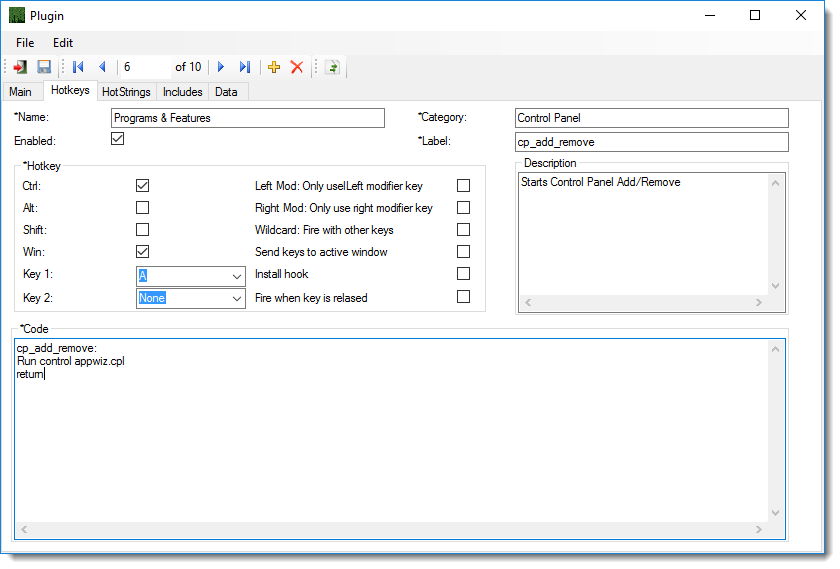 Plugin
File Edit
6 of 10
Main Hotkeys HotStrings Includes Data
*Name: Programs & Features *Category: Control Panel
Enabled: *Label: cp_add_remove
*Hotkey Description
Ctrl: Left Mod: Only uselLeft modifier key Starts Control Panel Add/Remove
Alt: Right Mod: Only use right modifier key
Shift: Wildcard: Fire with other keys
Win: Send keys to active window
Key 1: A Install hook
Key 2: None Fire when key is relased
*Code
cp_add_remove:
Run control appwiz.cpl
return